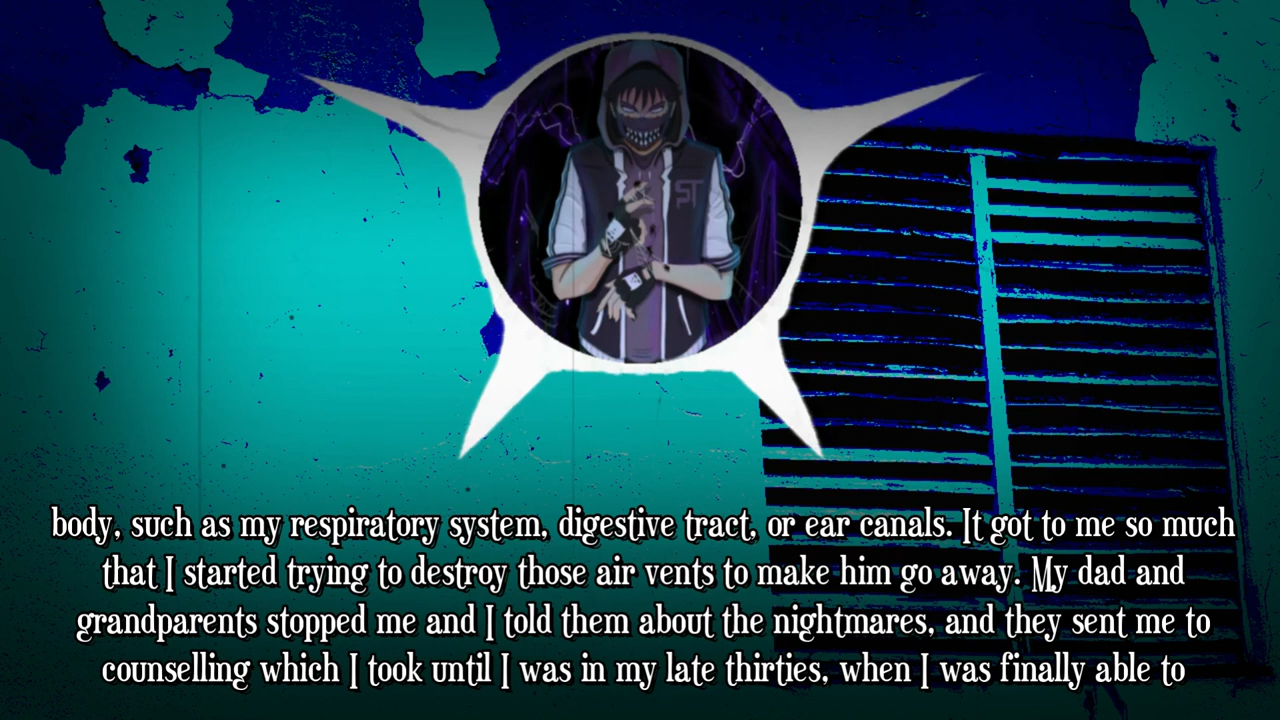 ST
body, such as my respiratory system, digestive tract, or ear canals. It got to me so much
that I started trying to destroy those air vents to make him go away. My dad and
grandparents stopped me and I told them about the nightmares, and they sent me to
counselling which I took until I was in my late thirties, when I was finally able to